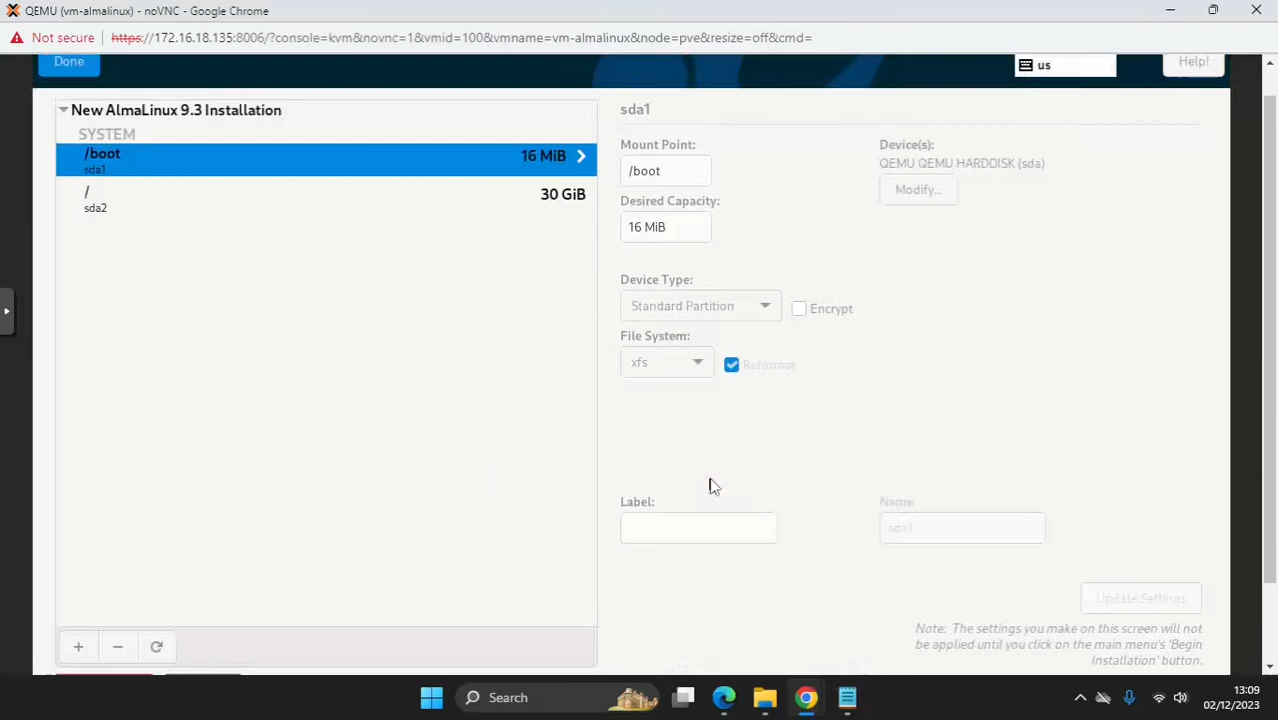 QEMU (vm-almalinux) - noVNC - Google Chrome
Not secure https://172.16.18.135:8006/?console=kvm&novnc=1&vmid=100&vmname=vm-almalinux&node=pve&resize=off&cmd=
Done
us
Help!
New AlmaLinux 9.3 Installation
SYSTEM
/boot
16 MiB
sda1
/
30 GiB
sda2
sda1
Mount Point:
/boot
Device(s):
QEMU QEMU HARDDISK (sda)
Modify...
Desired Capacity:
16 MiB
Device Type:
Standard Partition
Encrypt
File System:
xfs
Reformat
Label:
Name:
sda1
Update Settings
Note: The settings you make on this screen will not
be applied until you click on the main menu's 'Begin
Installation' button.
Search
13:09
02/12/2023